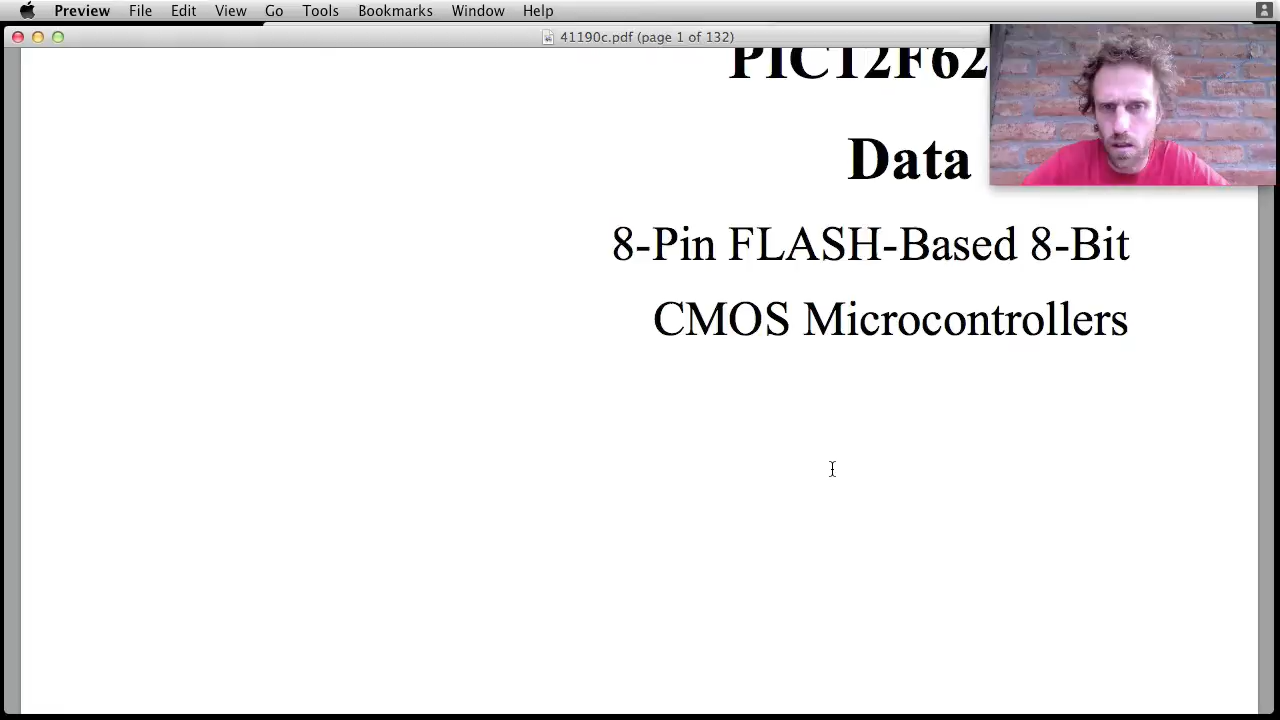 Preview File Edit View Go Tools Bookmarks Window Help
41190c.pdf (page 1 of 132)
PIC12F62
Data
8-Pin FLASH-Based 8-Bit
CMOS Microcontrollers